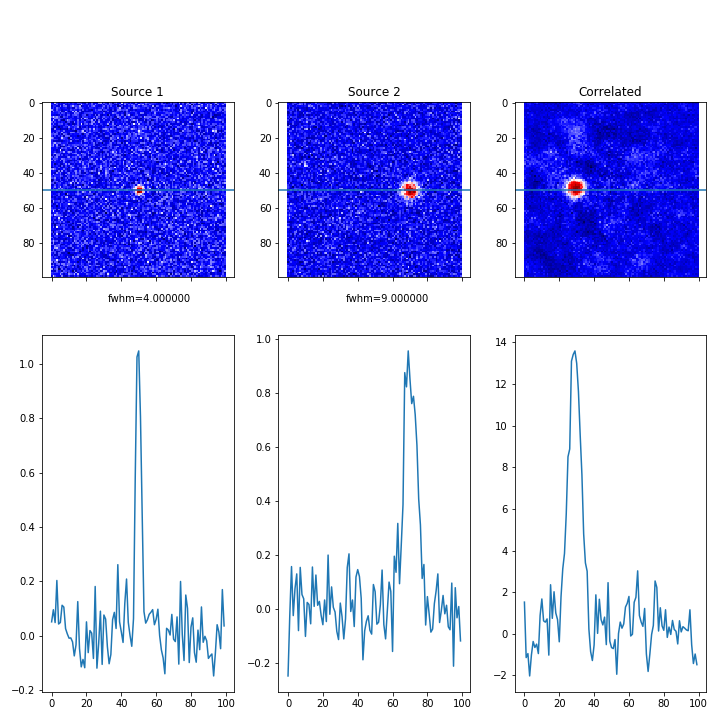 Source 1 Source 2 Correlated
0 0 0
20 20 20
40 40 40
60 60 60
80 80 80
fwhm=4.000000 fwhm=9.000000
1.0 1.0 14
0.8 0.8 12
0.6 0.6 10
0.4 0.4 8
0.2 0.2 6
0.0 0.0 4
−0.2 −0.2 2
0
−2
0 20 40 60 80 100 0 20 40 60 80 100 0 20 40 60 80 100